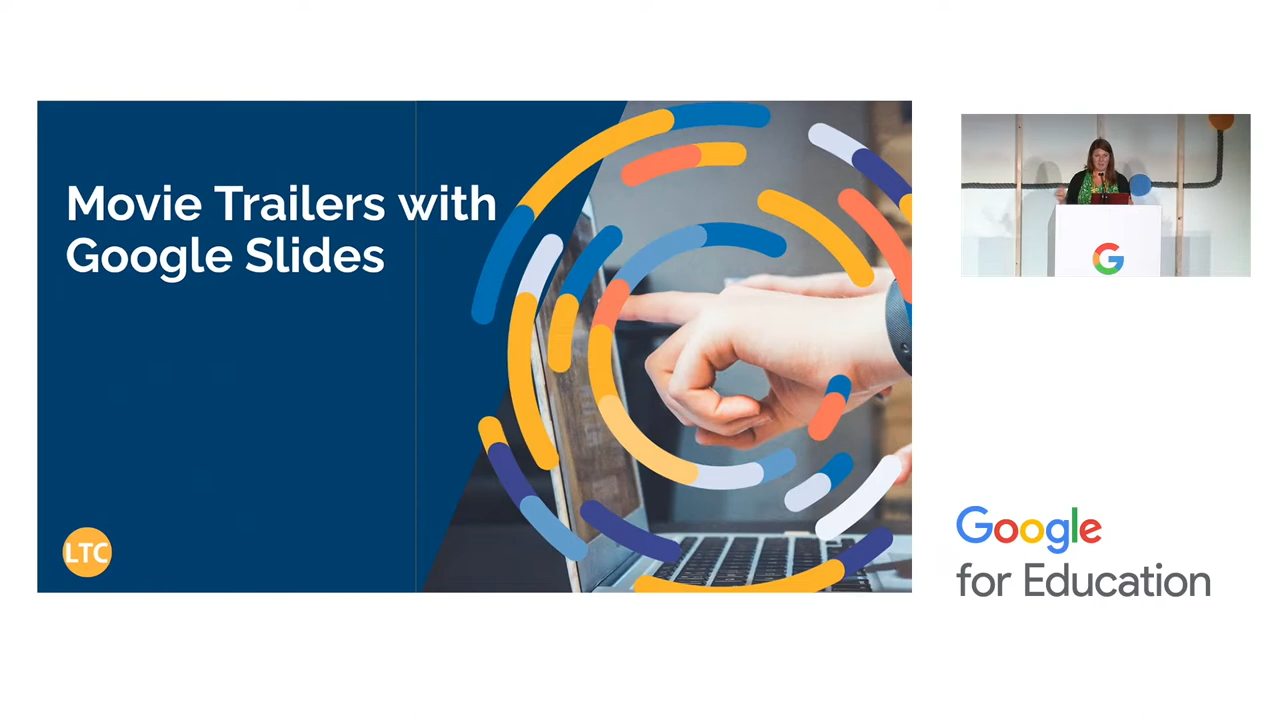 Movie Trailers with
Google Slides
LTC
G
Google
for Education